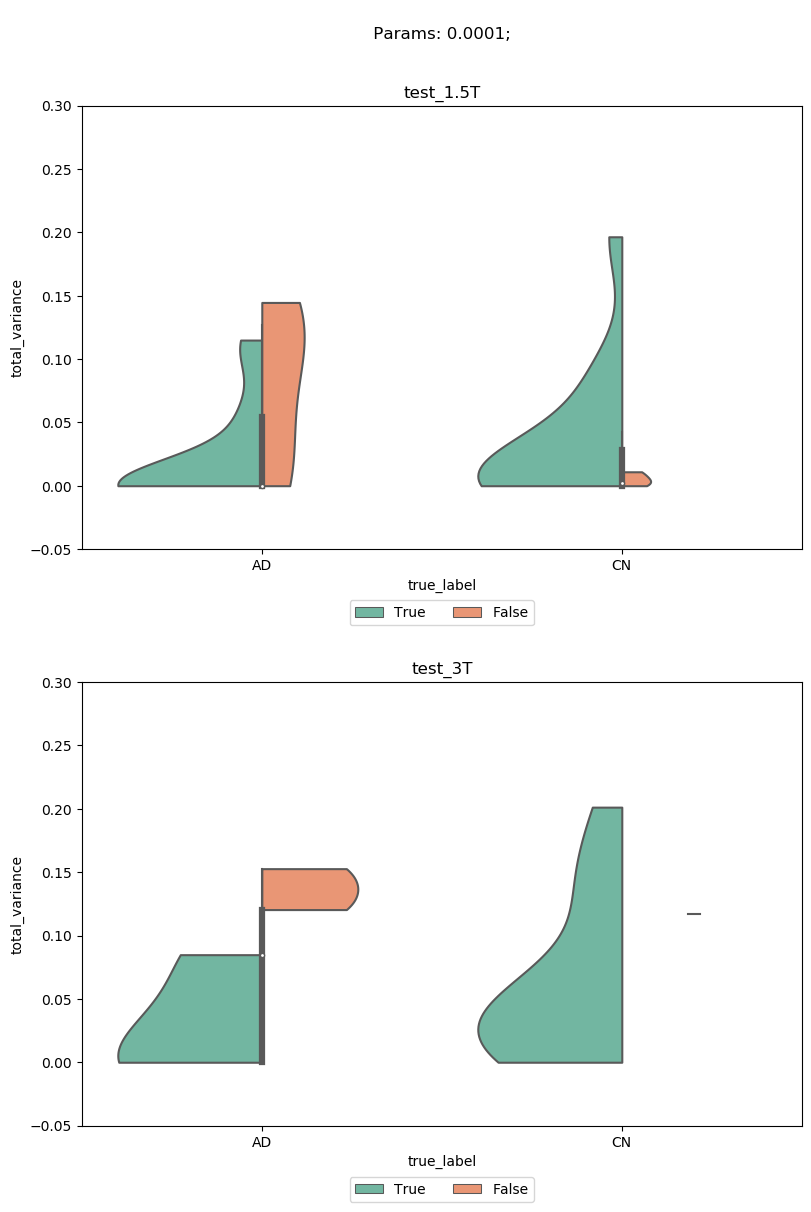 Params: 0.0001;
test_1.5T
0.30
0.25
0.20
0.15
0.10
0.05
0.00
−0.05
total_variance
AD CN
true_label
True False
test_3T
0.30
0.25
0.20
0.15
0.10
0.05
0.00
−0.05
total_variance
AD CN
true_label
True False